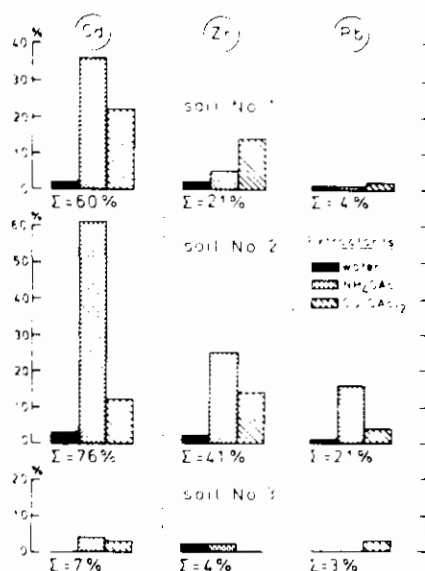 % Cd Zn Pb
40
30
soil No 1
20
10
0
Σ=60% Σ=21% Σ=4%
60
soil No 2
Extractants
50
water
40
NH₄OAc
30
20
10
0
Σ=76% Σ=41% Σ=21%
%
20
soil No 3
10
0
Σ=7% Σ=4% Σ=3%